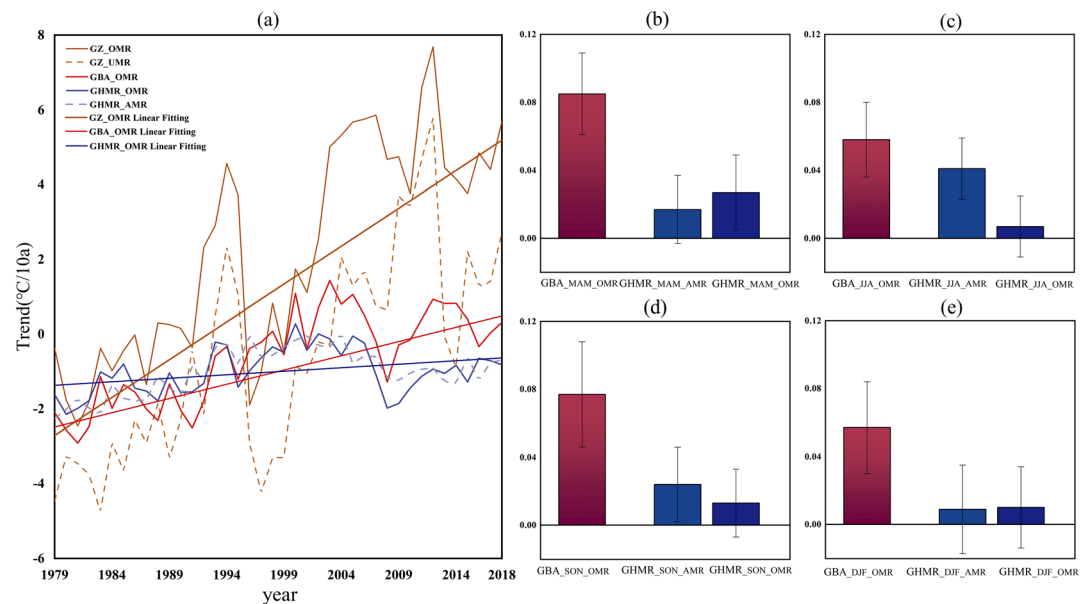 (a)
Trend(°C/10a)
8
6
4
2
0
-2
-4
-6
GZ_OMR
GZ_UMR
GBA_OMR
GHMR_OMR
GHMR_AMR
GZ_OMR Linear Fitting
GBA_OMR Linear Fitting
GHMR_OMR Linear Fitting
1979 1984 1989 1994 1999 2004 2009 2014 2018
year
(b)
0.12
0.08
0.04
0.00
GBA_MAM_OMR GHMR_MAM_AMR GHMR_MAM_OMR
(c)
0.12
0.08
0.04
0.00
GBA_JJA_OMR GHMR_JJA_AMR GHMR_JJA_OMR
(d)
0.12
0.08
0.04
0.00
GBA_SON_OMR GHMR_SON_AMR GHMR_SON_OMR
(e)
0.12
0.08
0.04
0.00
GBA_DJF_OMR GHMR_DJF_AMR GHMR_DJF_OMR